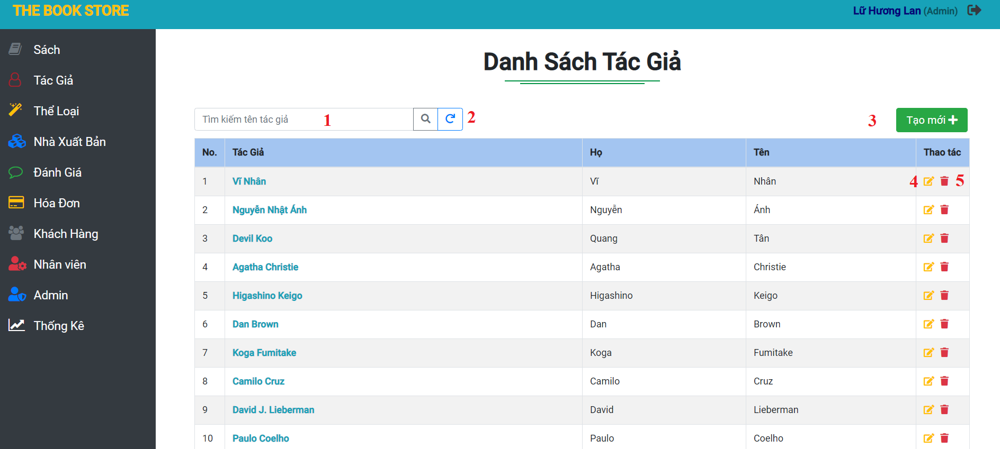 THE BOOK STORE
Lữ Hương Lan (Admin)
Sách
Tác Giả
Thể Loại
Nhà Xuất Bản
Đánh Giá
Hóa Đơn
Khách Hàng
Nhân viên
Admin
Thống Kê
Danh Sách Tác Giả
Tìm kiếm tên tác giả 1 2 3 Tạo mới
No. Tác Giả Họ Tên Thao tác
1 Vĩ Nhân Vĩ Nhân 4 5
2 Nguyễn Nhật Ánh Nguyễn Ánh
3 Devil Koo Quang Tân
4 Agatha Christie Agatha Christie
5 Higashino Keigo Higashino Keigo
6 Dan Brown Dan Brown
7 Koga Fumitake Koga Fumitake
8 Camilo Cruz Camilo Cruz
9 David J. Lieberman David Lieberman
10 Paulo Coelho Paulo Coelho